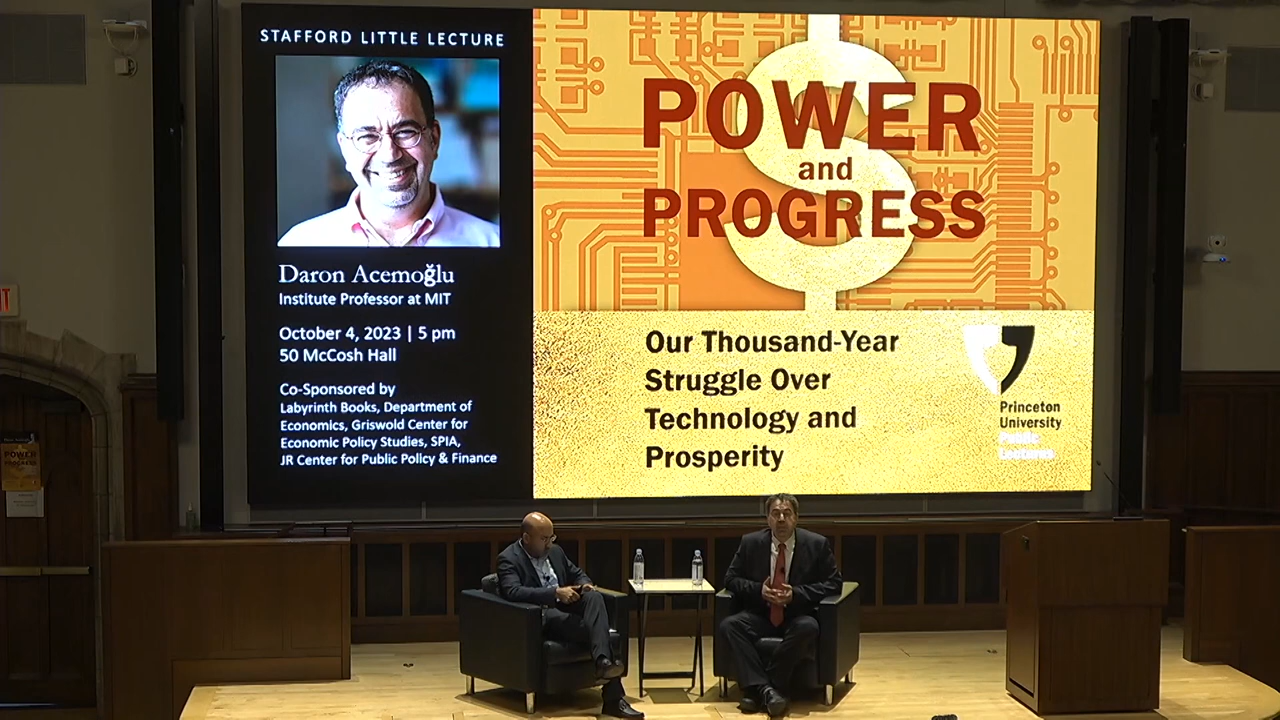 STAFFORD LITTLE LECTURE
Daron Acemoğlu
Institute Professor at MIT
October 4, 2023 | 5 pm
50 McCosh Hall
Co-Sponsored by
Labyrinth Books, Department of
Economics, Griswold Center for
Economic Policy Studies, SPIA,
JR Center for Public Policy & Finance
POWER
and
PROGRESS
Our Thousand-Year
Struggle Over
Technology and
Prosperity
Princeton
University
Public
Lectures
POWER
PROGRESS